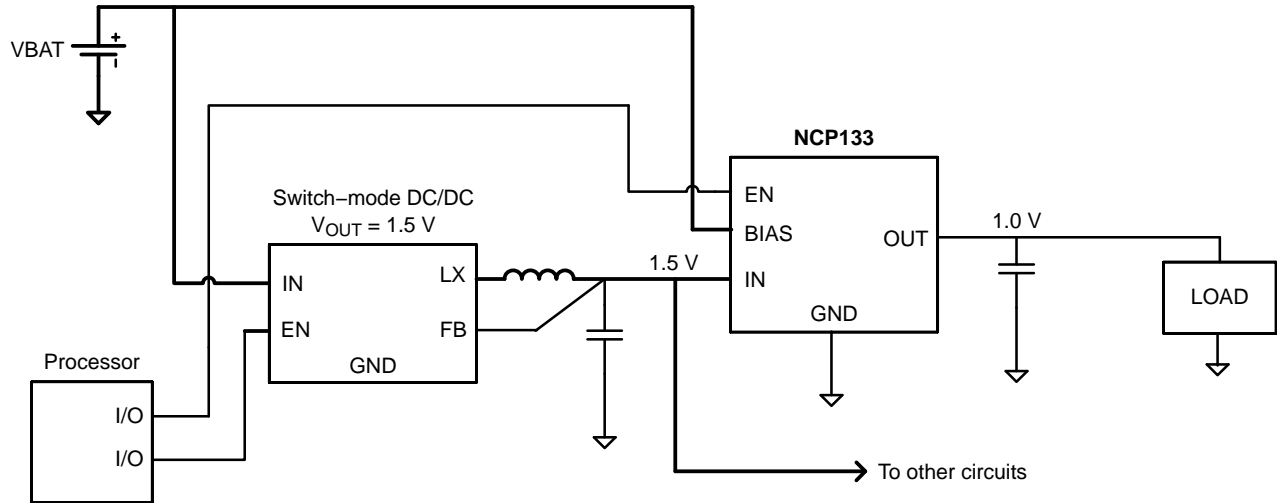 VBAT
+
−
NCP133
EN
BIAS
IN
OUT
GND
1.0 V
LOAD
Switch−mode DC/DC
VOUT = 1.5 V
IN
EN
LX
FB
GND
1.5 V
Processor
I/O
I/O
To other circuits